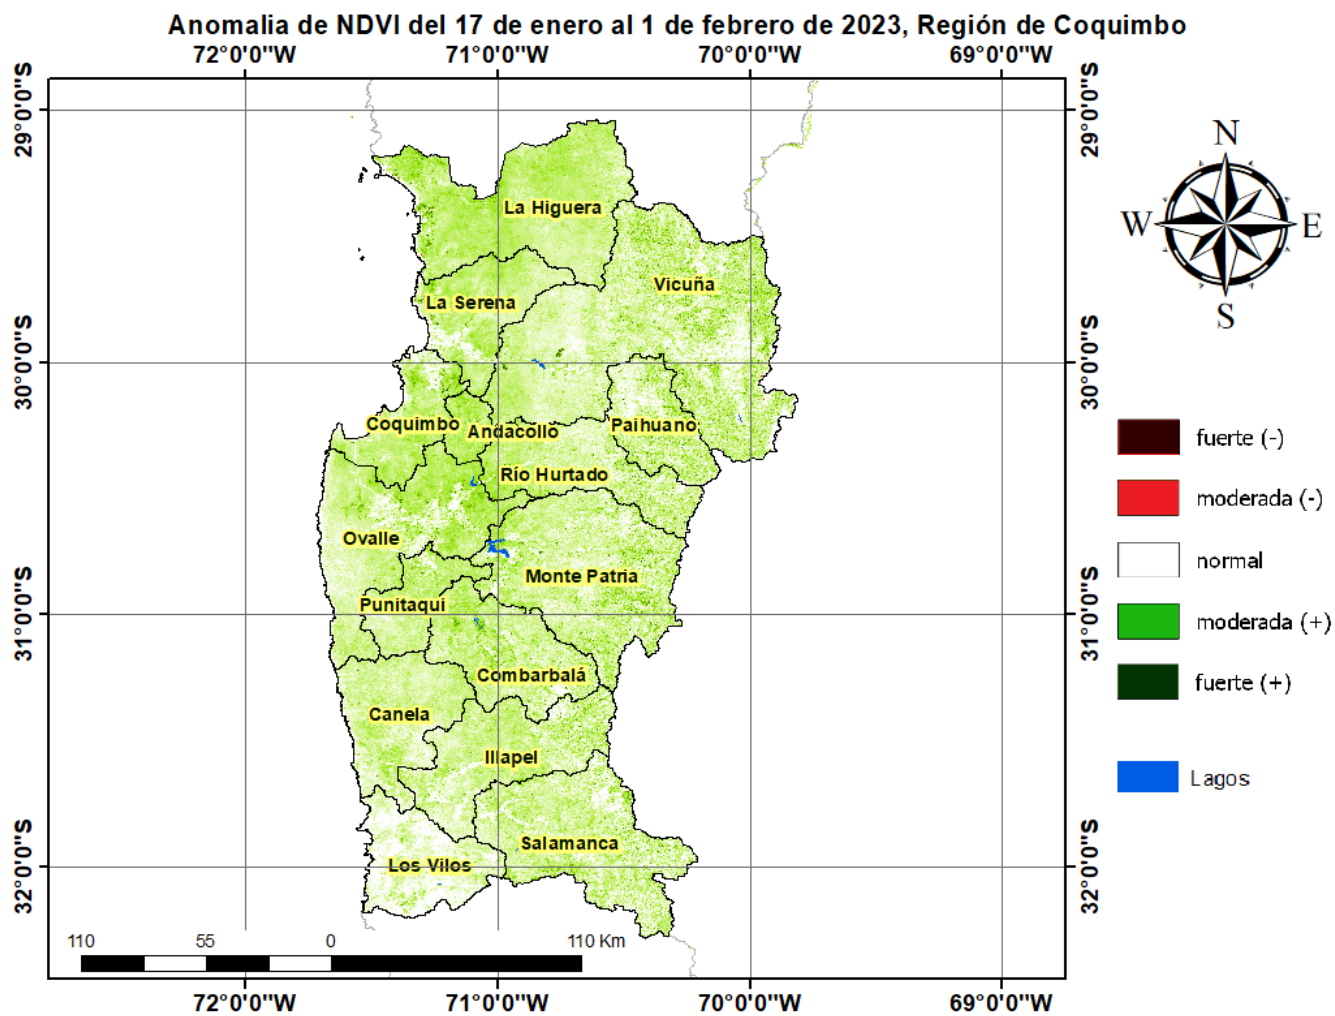 Anomalia de NDVI del 17 de enero al 1 de febrero de 2023, Región de Coquimbo
72°0'0"W 71°0'0"W 70°0'0"W 69°0'0"W
29°0'0"S 29°0'0"S
N
W E
S
La Higuera
Vicuña
La Serena
30°0'0"S 30°0'0"S
Coquimbo
Andacollo
Paihuano
fuerte (-)
Río Hurtado
moderada (-)
Ovalle
normal
Monte Patria
Punitaqui
31°0'0"S 31°0'0"S
moderada (+)
Combarbalá
fuerte (+)
Canela
Illapel
Lagos
Salamanca
Los Vilos
32°0'0"S 32°0'0"S
110 55 0 110 Km
72°0'0"W 71°0'0"W 70°0'0"W 69°0'0"W